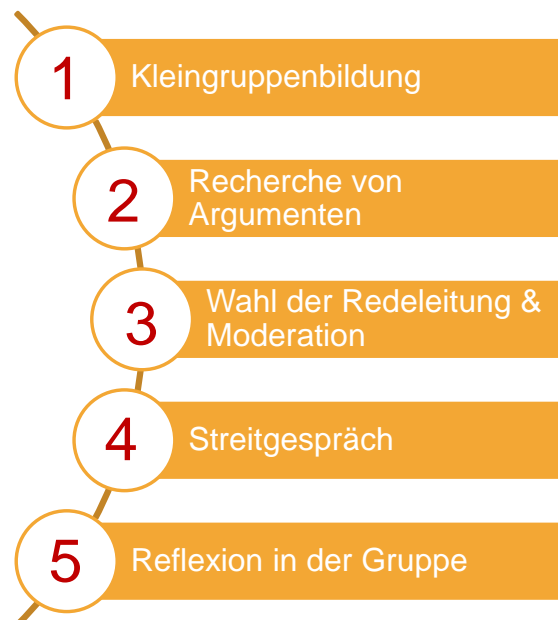 1 Kleingruppenbildung
2 Recherche von
Argumenten
3 Wahl der Redeleitung &
Moderation
4 Streitgespräch
5 Reflexion in der Gruppe